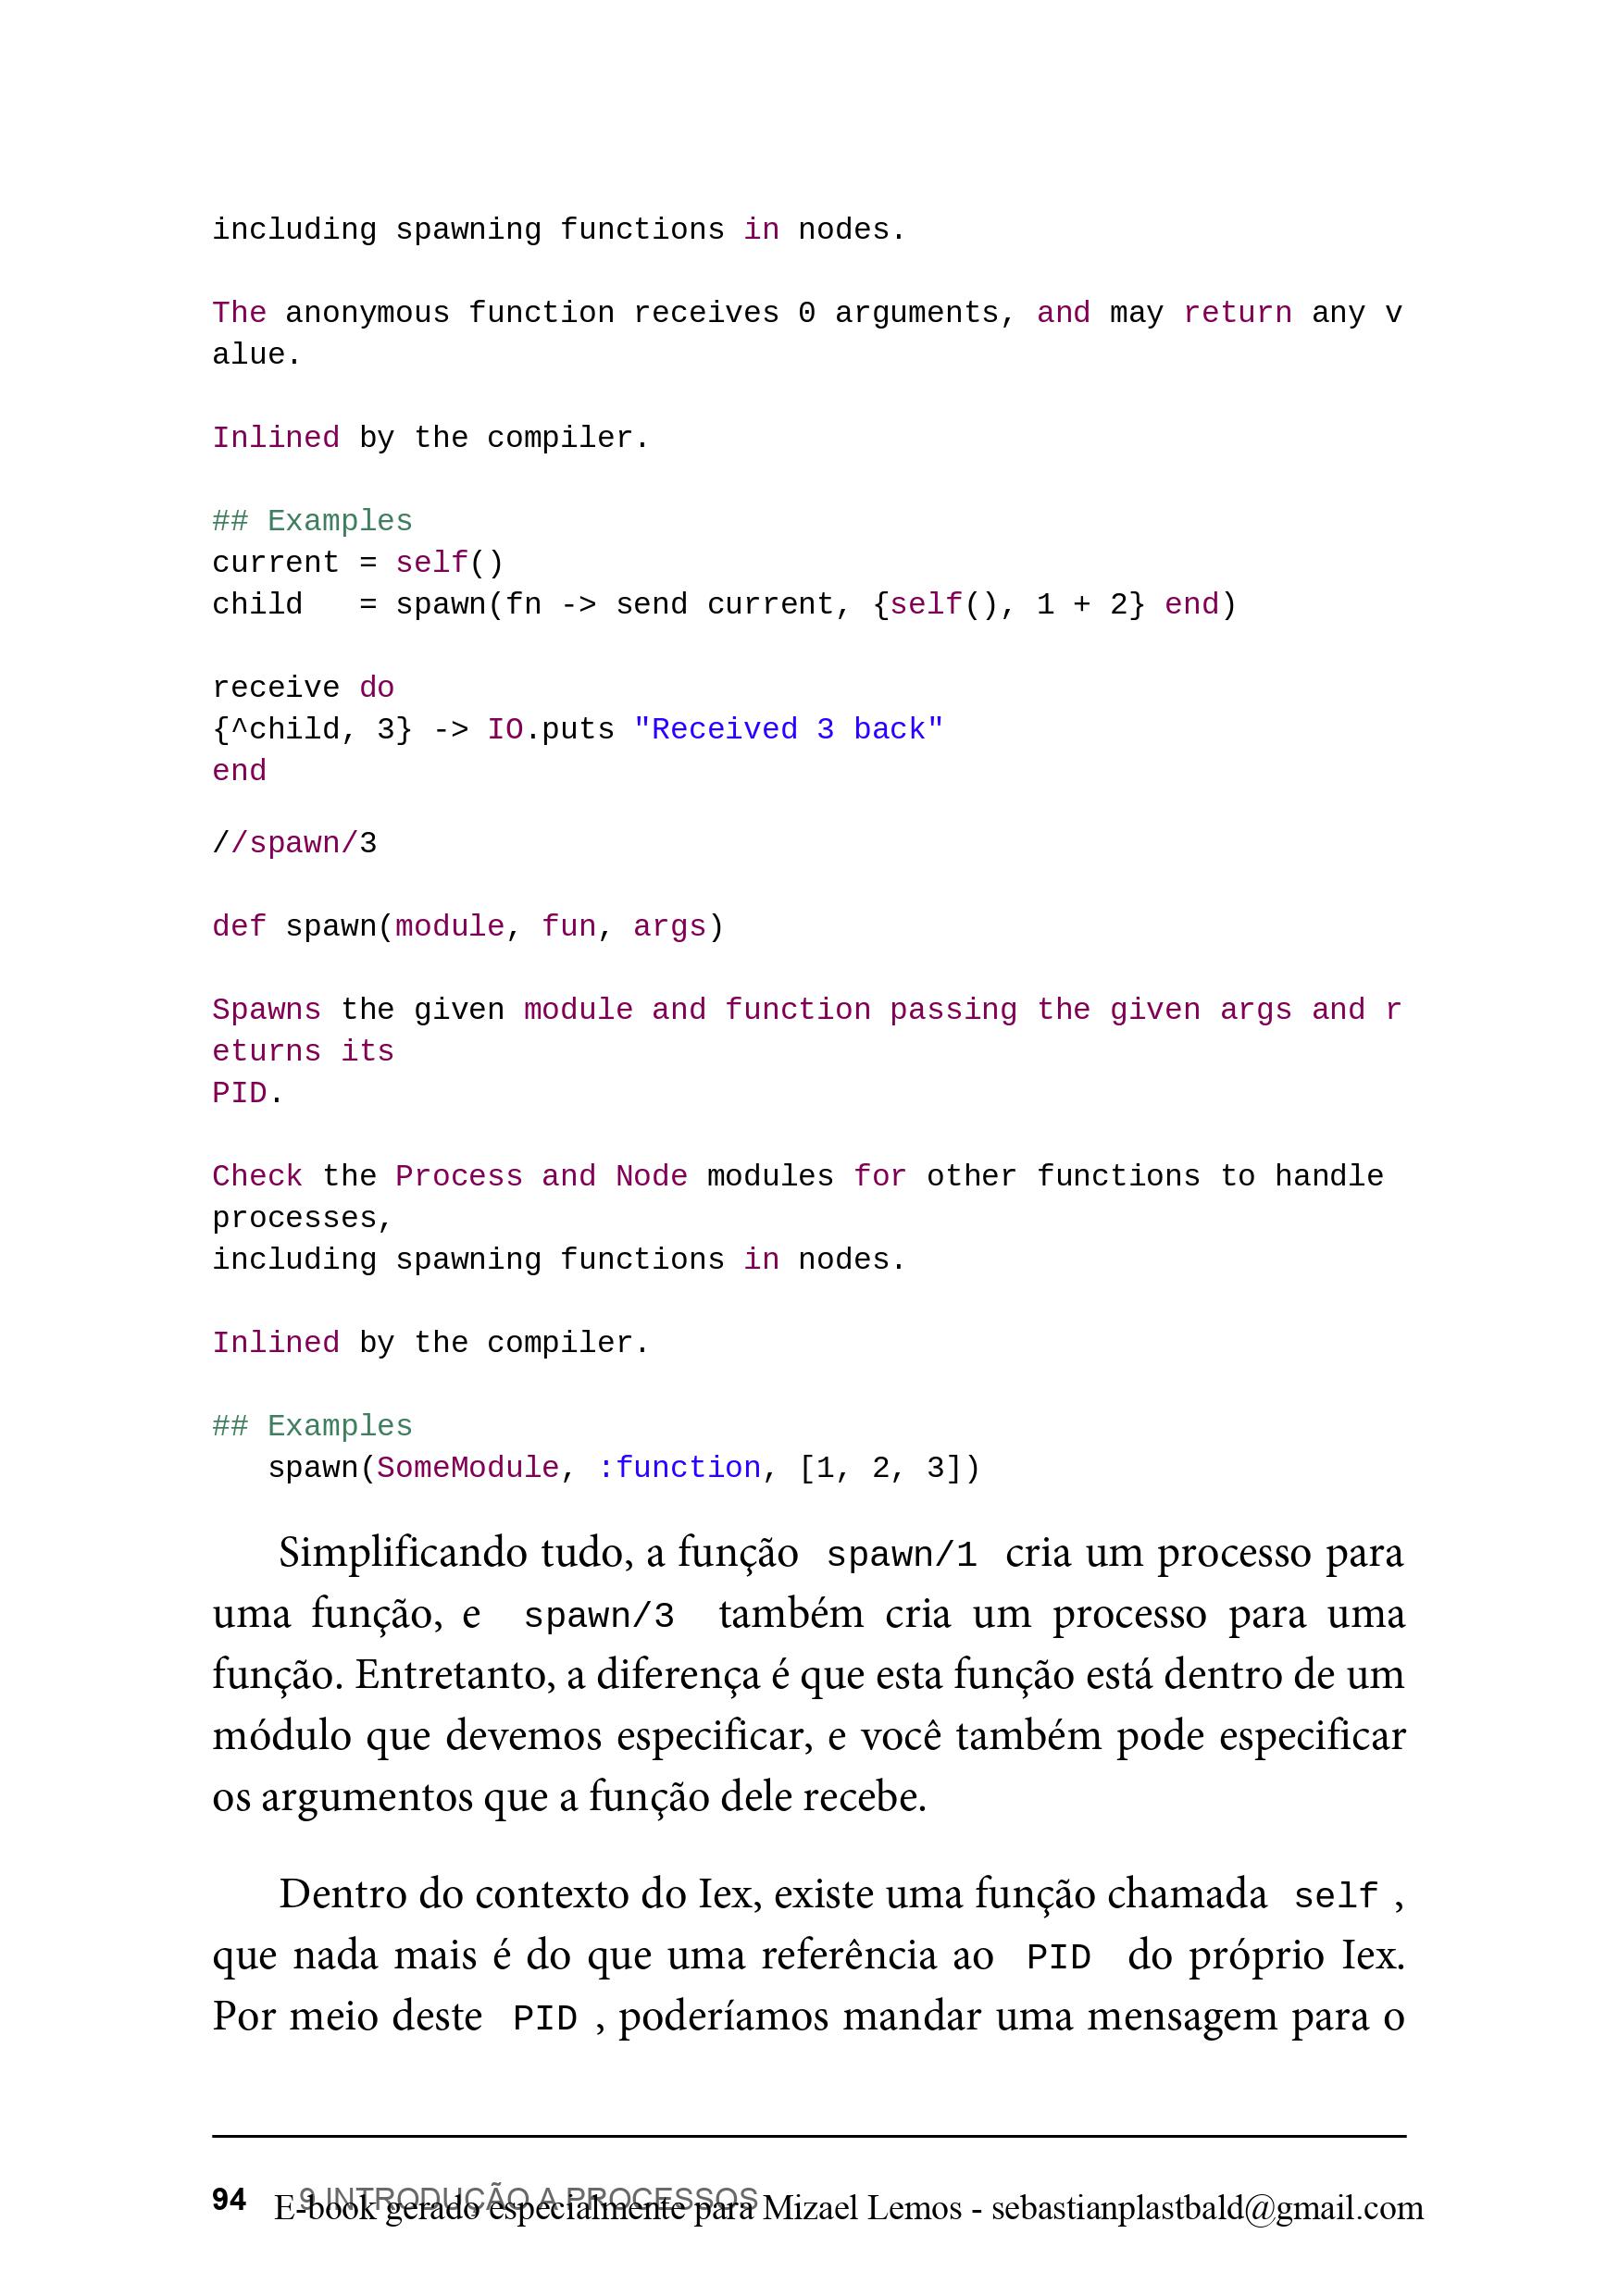 including spawning functions in nodes.
The anonymous function receives 0 arguments, and may return any v
alue.
Inlined by the compiler.
## Examples
current = self()
child   = spawn(fn -> send current, {self(), 1 + 2} end)
receive do
{^child, 3} -> IO.puts "Received 3 back"
end
//spawn/3
def spawn(module, fun, args)
Spawns the given module and function passing the given args and r
eturns its
PID.
Check the Process and Node modules for other functions to handle
processes,
including spawning functions in nodes.
Inlined by the compiler.
## Examples
   spawn(SomeModule, :function, [1, 2, 3])
Simplificando tudo, a função spawn/1 cria um processo para
uma função, e spawn/3 também cria um processo para uma
função. Entretanto, a diferença é que esta função está dentro de um
módulo que devemos especificar, e você também pode especificar
os argumentos que a função dele recebe.
Dentro do contexto do Iex, existe uma função chamada self ,
que nada mais é do que uma referência ao PID do próprio Iex.
Por meio deste PID , poderíamos mandar uma mensagem para o
94 9 INTRODUÇÃO A PROCESSOS
E-book gerado especialmente para Mizael Lemos - sebastianplastbald@gmail.com